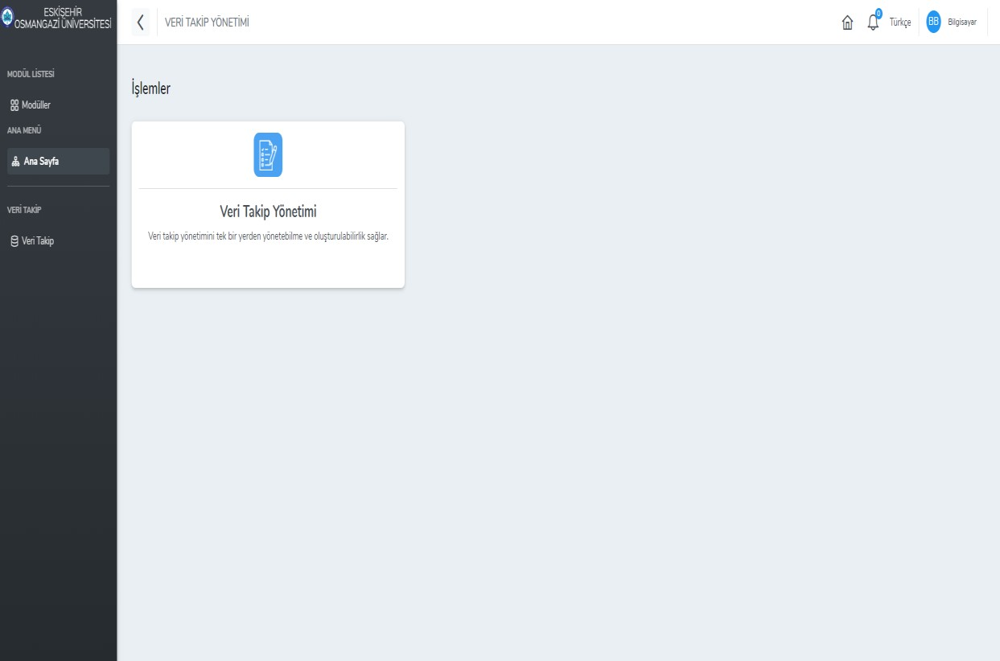 ESKİŞEHİR
OSMANGAZİ ÜNİVERSİTESİ
VERİ TAKİP YÖNETİMİ
0
Türkçe
BB
Bilgisayar
MODÜL LİSTESİ
Modüller
ANA MENÜ
Ana Sayfa
VERİ TAKİP
Veri Takip
İşlemler
Veri Takip Yönetimi
Veri takip yönetimini tek bir yerden yönetebilme ve oluşturulabilirlik sağlar.